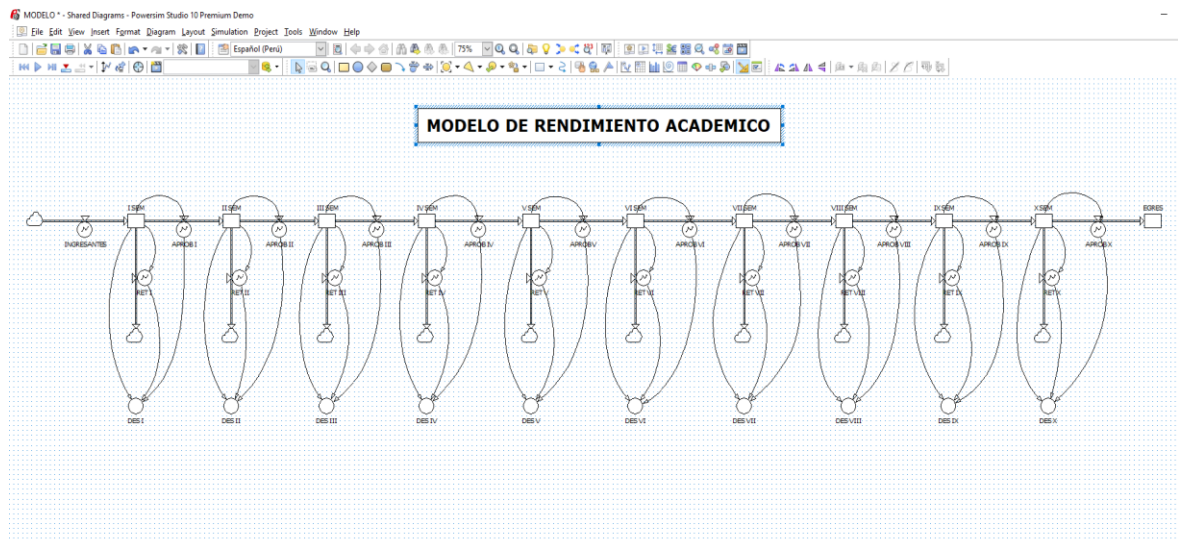 MODELO * - Shared Diagrams - Powersim Studio 10 Premium Demo
File Edit View Insert Format Diagram Layout Simulation Project Tools Window Help
Español (Perú) 75%
MODELO DE RENDIMIENTO ACADEMICO
I SEM II SEM III SEM IV SEM V SEM VI SEM VII SEM VIII SEM IX SEM X SEM EGRES
INGRESANTES APROB I APROB II APROB III APROB IV APROB V APROB VI APROB VII APROB VIII APROB IX APROB X
RET I RET II RET III RET IV RET V RET VI RET VII RET VIII RET IX RET X
DES I DES II DES III DES IV DES V DES VI DES VII DES VIII DES IX DES X